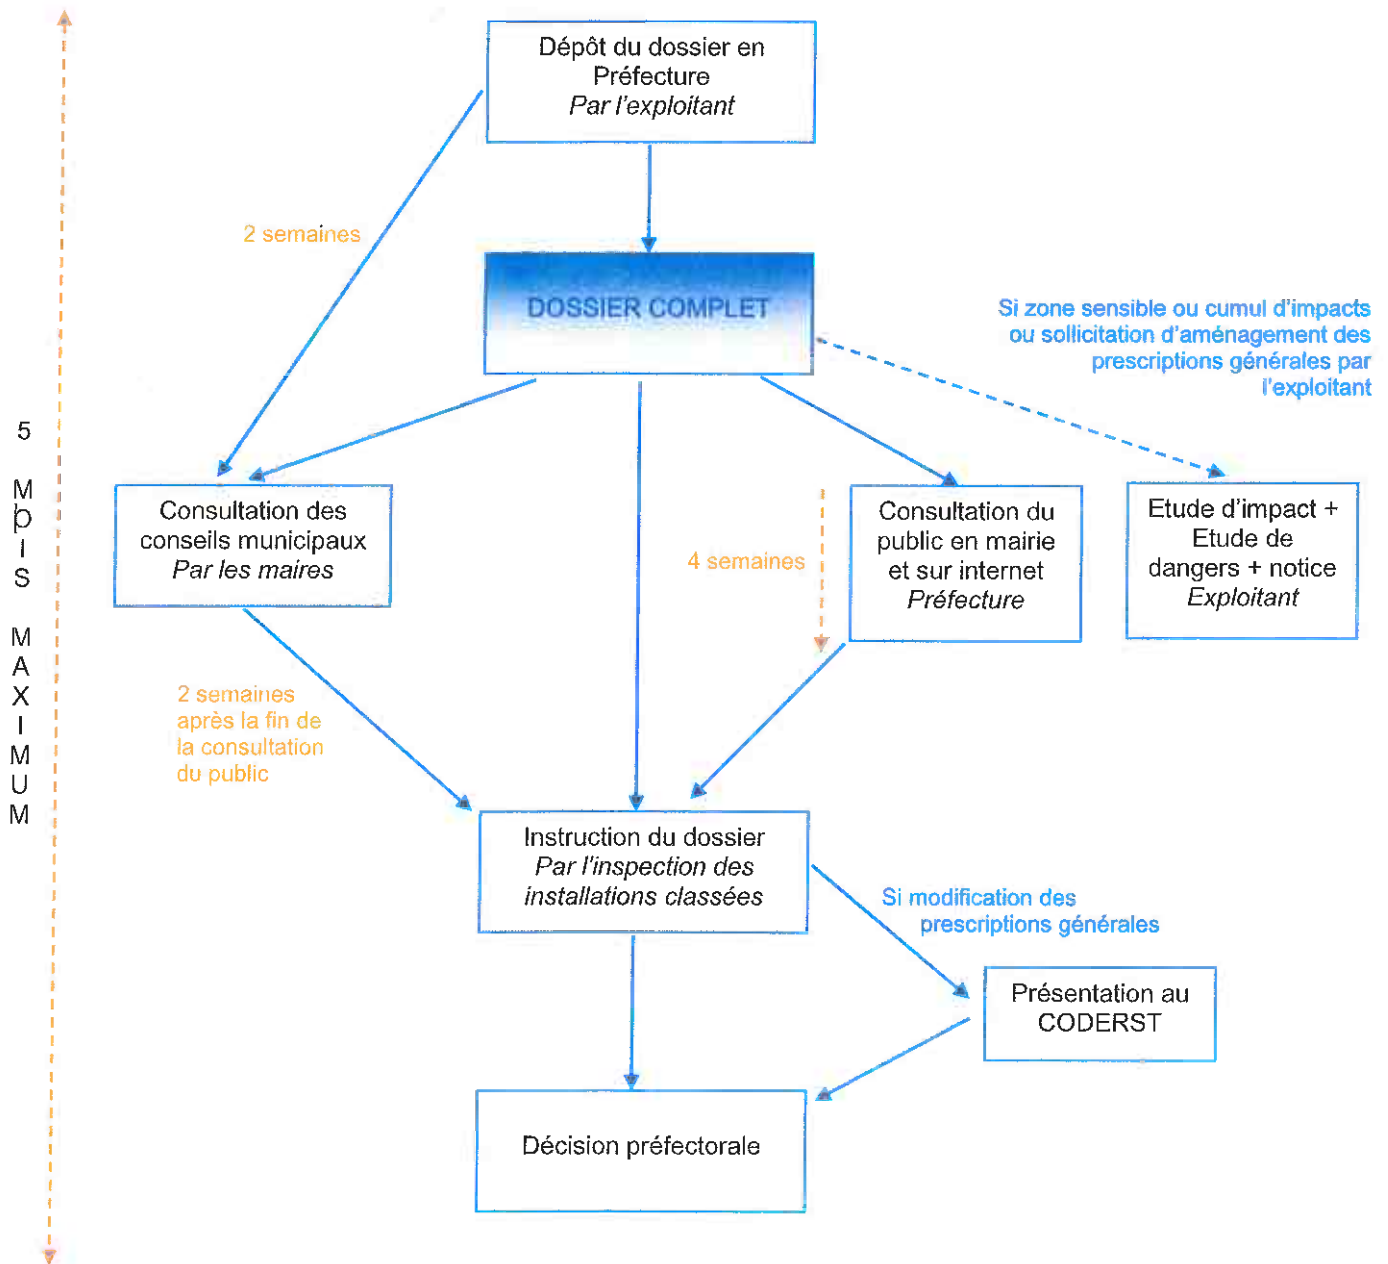 Dépôt du dossier en
Préfecture
Par l'exploitant
2 semaines
DOSSIER COMPLET
Si zone sensible ou cumul d'impacts
ou sollicitation d'aménagement des
prescriptions générales par
l'exploitant
5
M
O
I
S
M
A
X
I
M
U
M
Consultation des
conseils municipaux
Par les maires
4 semaines
Consultation du
public en mairie
et sur internet
Préfecture
Etude d'impact +
Etude de
dangers + notice
Exploitant
2 semaines
après la fin de
la consultation
du public
Instruction du dossier
Par l'inspection des
installations classées
Si modification des
prescriptions générales
Présentation au
CODERST
Décision préfectorale